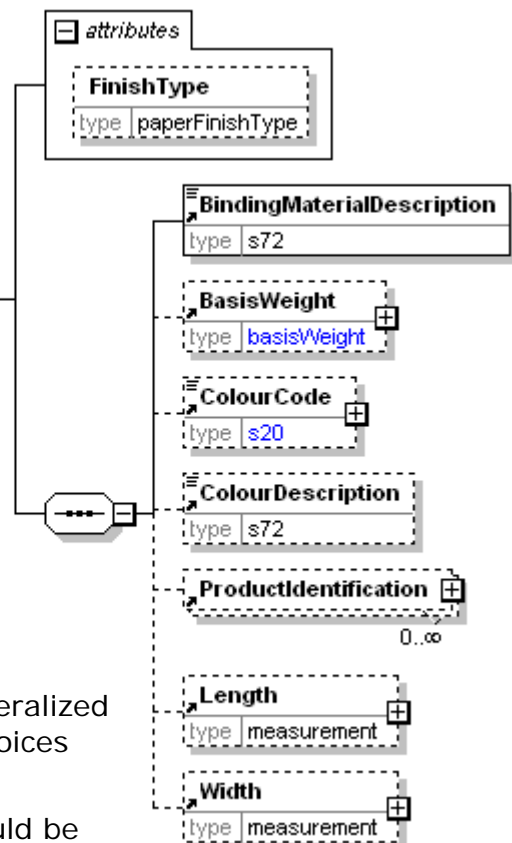 attributes
FinishType
type paperFinishType
BindingMaterialDescription
type s72
BasisWeight
type basisWeight
ColourCode
type s20
ColourDescription
type s72
ProductIdentification
0..∞
Length
type measurement
Width
type measurement
eralized
oices
uld be